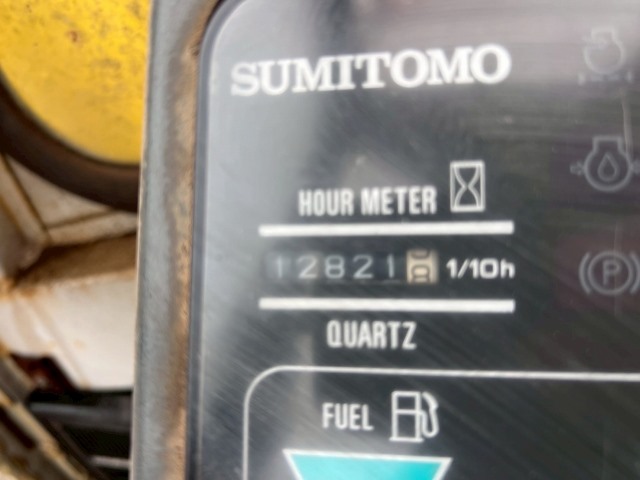 SUMITOMO
HOUR METER
12821 1/10h
QUARTZ
FUEL
P